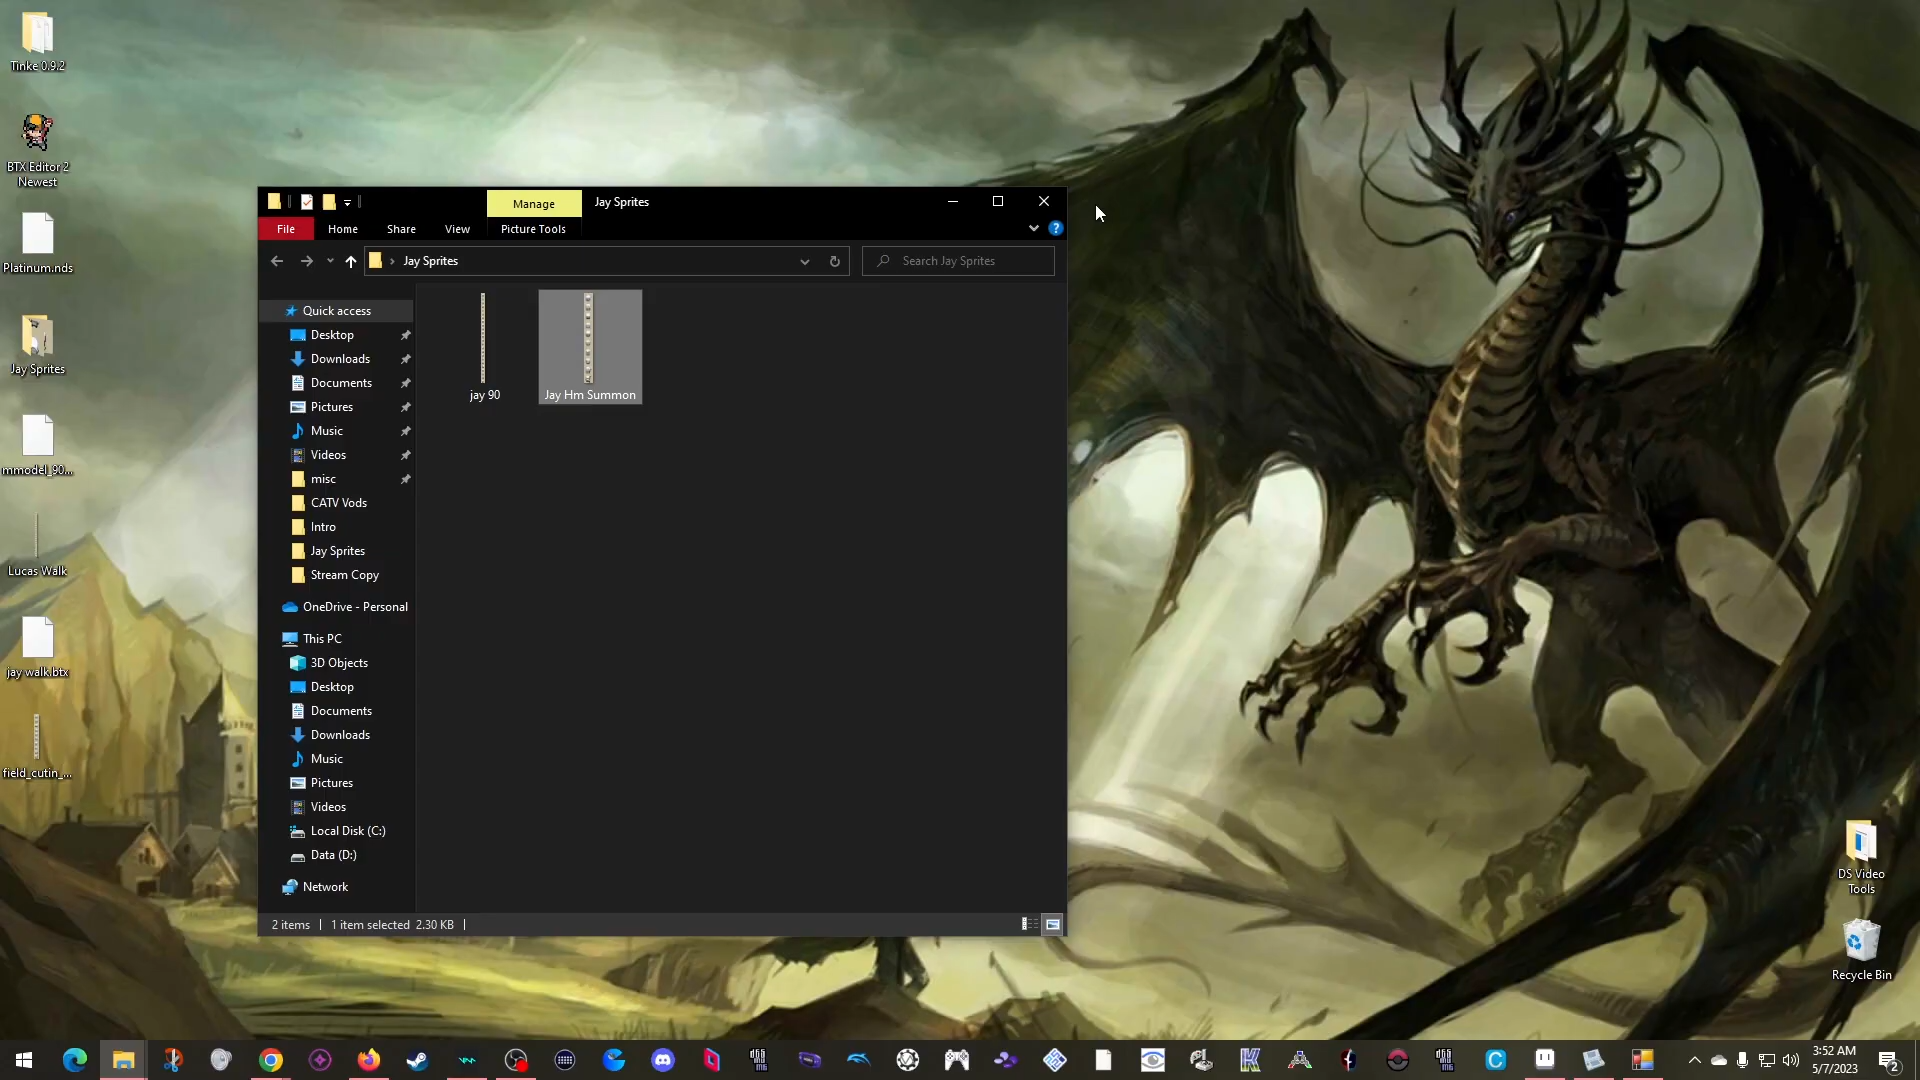 Tinke 0.9.2
BTX Editor 2
Newest
Platinum.nds
Jay Sprites
mmodel_90...
Lucas Walk
jay walk.btx
field_cutin_...
Manage
Jay Sprites
File
Home
Share
View
Picture Tools
Jay Sprites
Search Jay Sprites
Quick access
Desktop
Downloads
Documents
Pictures
Music
Videos
misc
CATV Vods
Intro
Jay Sprites
Stream Copy
OneDrive - Personal
This PC
3D Objects
Desktop
Documents
Downloads
Music
Pictures
Videos
Local Disk (C:)
Data (D:)
Network
jay 90
Jay Hm Summon
2 items
1 item selected 2.30 KB
DS Video
Tools
Recycle Bin
3:52 AM
5/7/2023
2